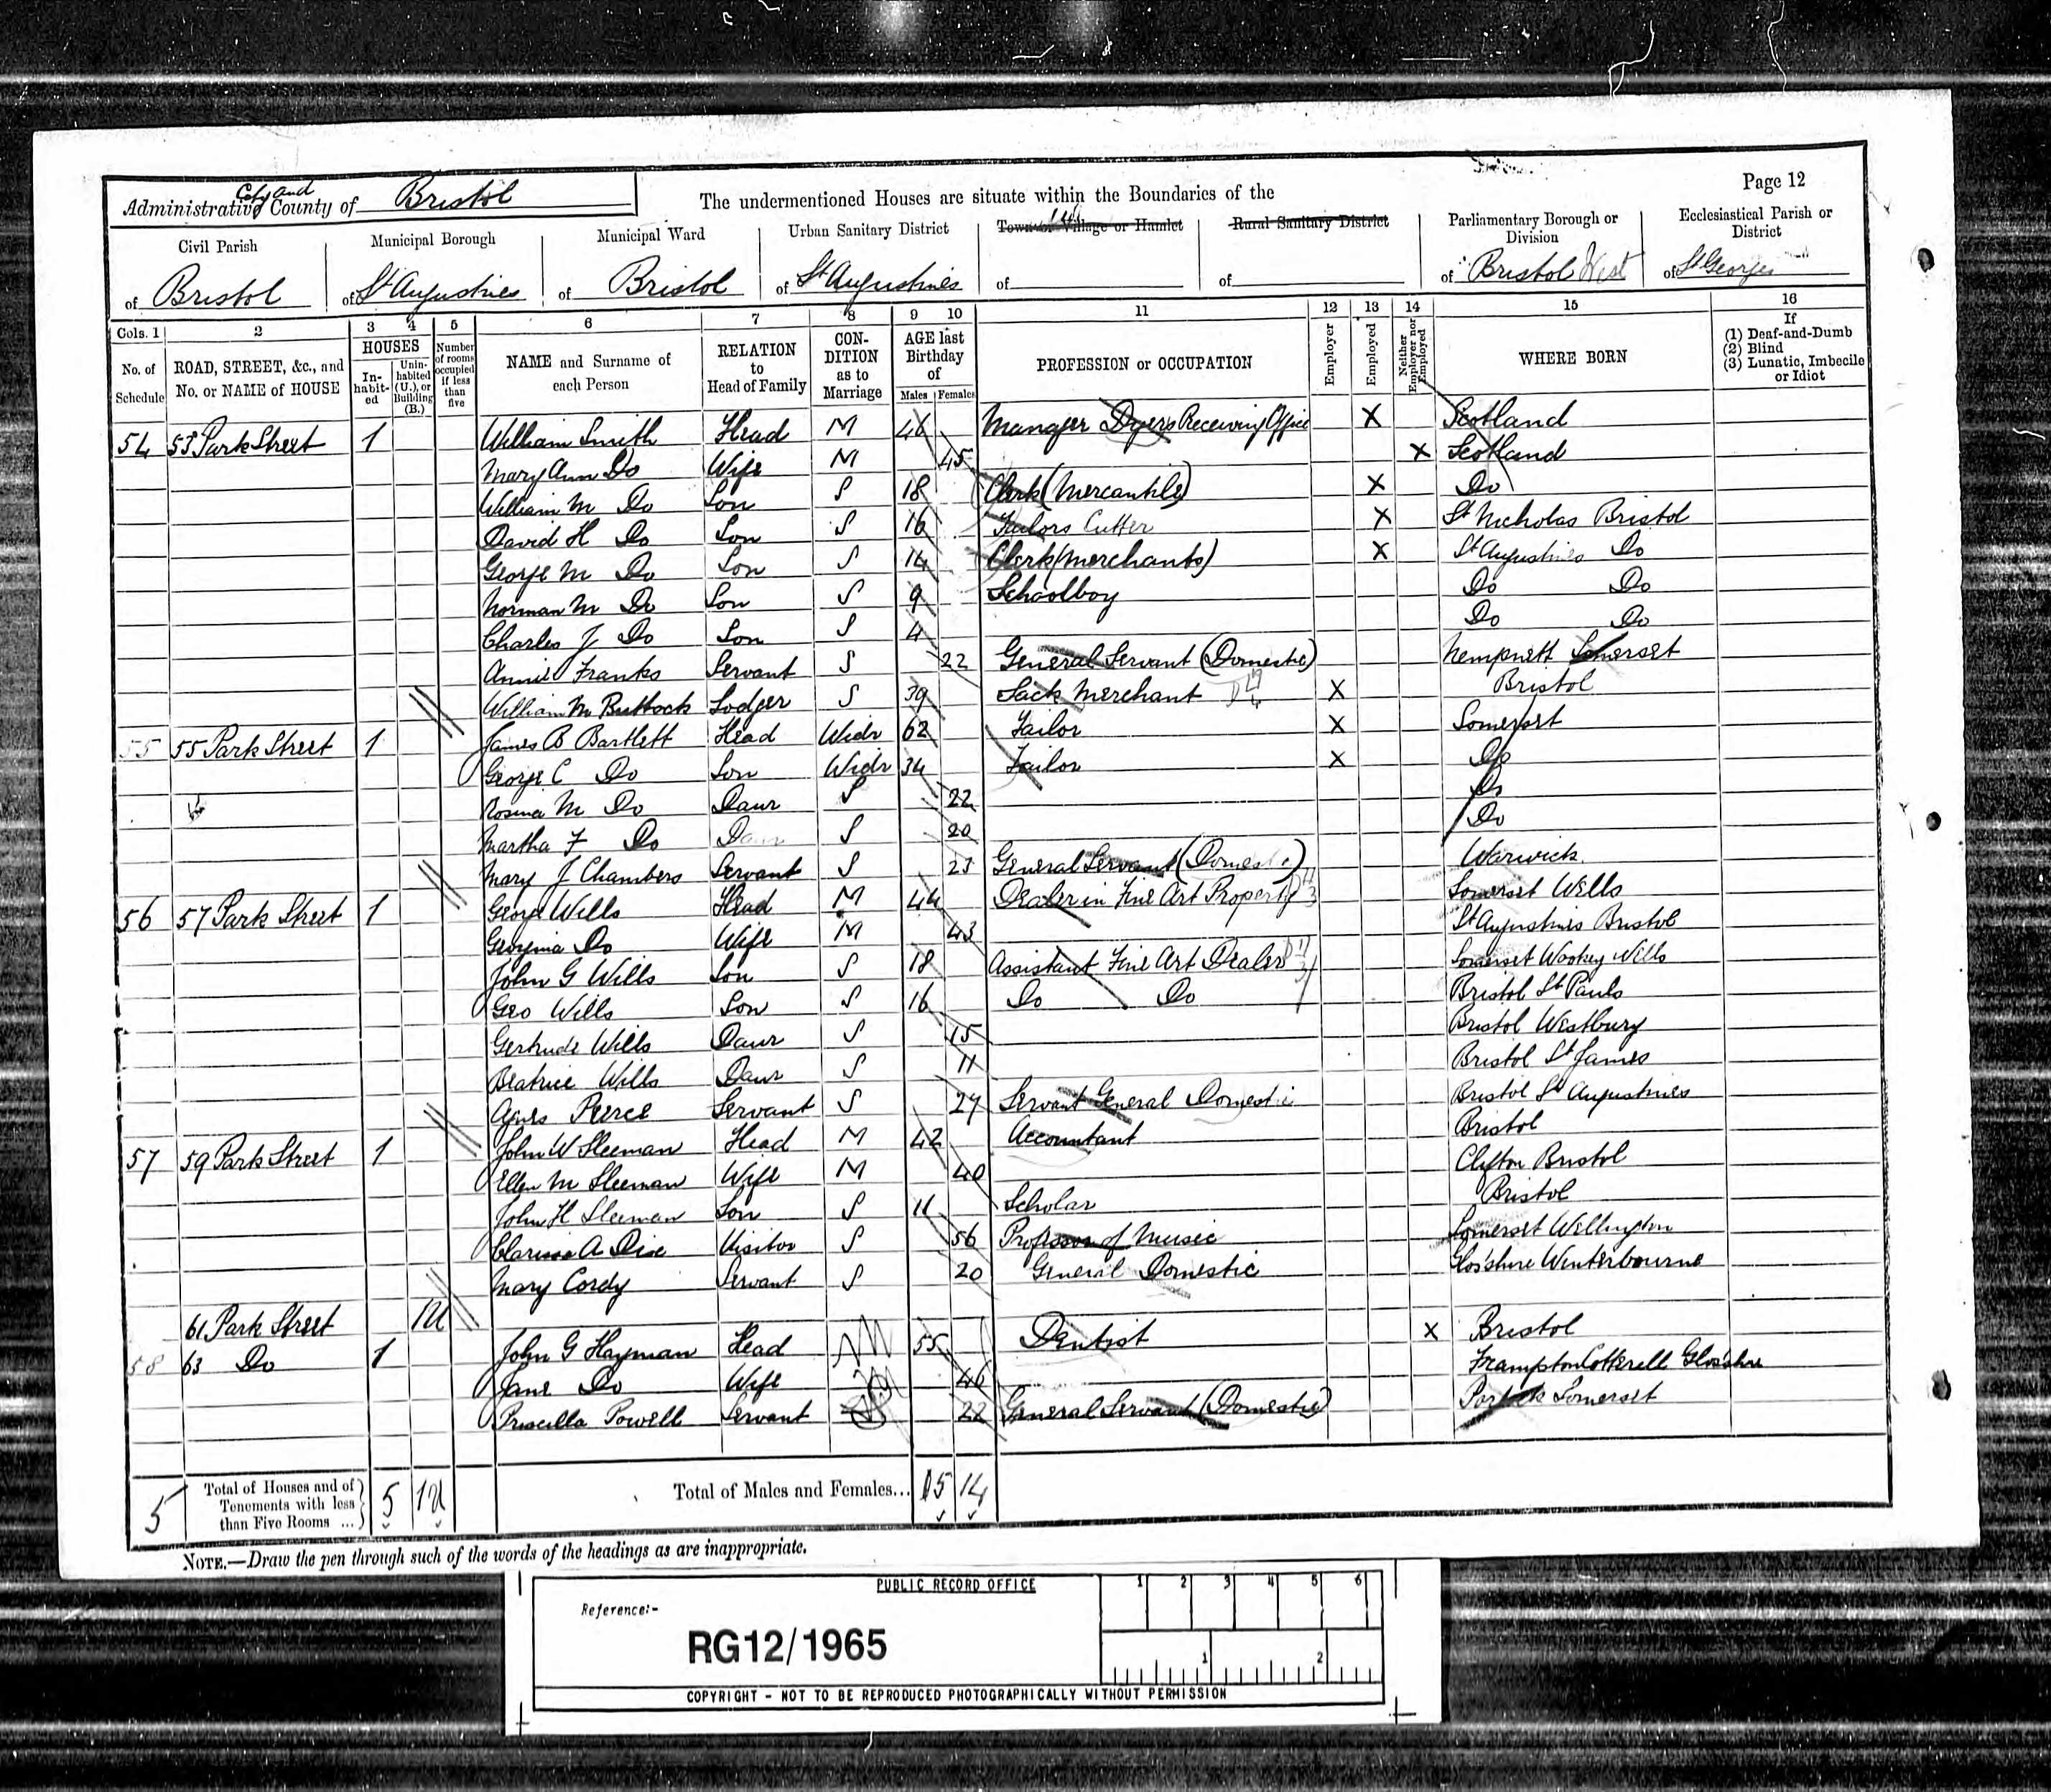 Page 12
Administrative County of City and Bristol
The undermentioned Houses are situate within the Boundaries of the
Civil Parish of Bristol
Municipal Borough of St Augustines
Municipal Ward of Bristol
Urban Sanitary District of St Augustines
Town or Village or Hamlet of
Rural Sanitary District of
Parliamentary Borough or Division of Bristol West
Ecclesiastical Parish or District of St Georges
Cols. 1 2 3 4 5 6 7 8 9 10 11 12 13 14 15 16
No. of Schedule
ROAD, STREET, &c., and No. or NAME of HOUSE
HOUSES
In-habit-ed
Unin-habited (U.), or Building (B.)
Number of rooms occupied if less than five
NAME and Surname of each Person
RELATION to Head of Family
CON-DITION as to Marriage
AGE last Birthday of
Males Females
PROFESSION or OCCUPATION
Employer
Employed
Neither Employer nor Employed
WHERE BORN
If (1) Deaf-and-Dumb (2) Blind (3) Lunatic, Imbecile or Idiot
54 53 Park Street 1 William Smith Head M 46 Manager Dyers Receiving Office X Scotland
Mary Ann Do Wife M 45 X Scotland
William M Do Son S 18 Clerk (Mercantile) X Do
David H Do Son S 16 Tailors Cutter X St Nicholas Bristol
George M Do Son S 14 Clerk (Merchants) X St Augustines Do
Norman M Do Son S 9 Schoolboy Do Do
Charles J Do Son S 4 Do Do
Annie Franks Servant S 22 General Servant (Domestic) Nempnett Somerset
William M Buttock Lodger S 39 Sack Merchant X Bristol
55 55 Park Street 1 James B Bartlett Head Widr 62 Tailor X Somerset
George C Do Son Widr 34 Tailor X Do
Rosina M Do Daur S 22 Do
Martha F Do Daur S 20 Do
Mary J Chambers Servant S 23 General Servant (Domestic) Warwick
56 57 Park Street 1 George Wills Head M 44 Dealer in Fine Art Property Somerset Wells
Georgina Do Wife M 43 St Augustines Bristol
John G Wills Son S 18 Assistant Fine Art Dealer Somerset Wookey Wells
Geo Wills Son S 16 Do Do Bristol St Pauls
Gertrude Wills Daur S 15 Bristol Westbury
Beatrice Wills Daur S 11 Bristol St James
Agnes Peerce Servant S 27 Servant General Domestic Bristol St Augustines
57 59 Park Street 1 John W Sleeman Head M 42 Accountant Bristol
Ellen M Sleeman Wife M 40 Clifton Bristol
John H Sleeman Son S 11 Scholar Bristol
Clarissa A Visitor S 56 Professor of Music Somerset Wellington
Mary Cordy Servant S 20 General Domestic Glos'shire Winterbourne
61 Park Street 1U
58 63 Do 1 John G Hayman Head M 55 Dentist X Bristol
Jane Do Wife 46 Frampton Cotterell Glos'shire
Priscilla Powell Servant 22 General Servant (Domestic) Somerset
5 Total of Houses and of Tenements with less than Five Rooms ... 5 1U
Total of Males and Females... 15 14
NOTE.—Draw the pen through such of the words of the headings as are inappropriate.
PUBLIC RECORD OFFICE
1 2 3 4 5 6
Reference:-
RG12/1965
1 2
COPYRIGHT - NOT TO BE REPRODUCED PHOTOGRAPHICALLY WITHOUT PERMISSION